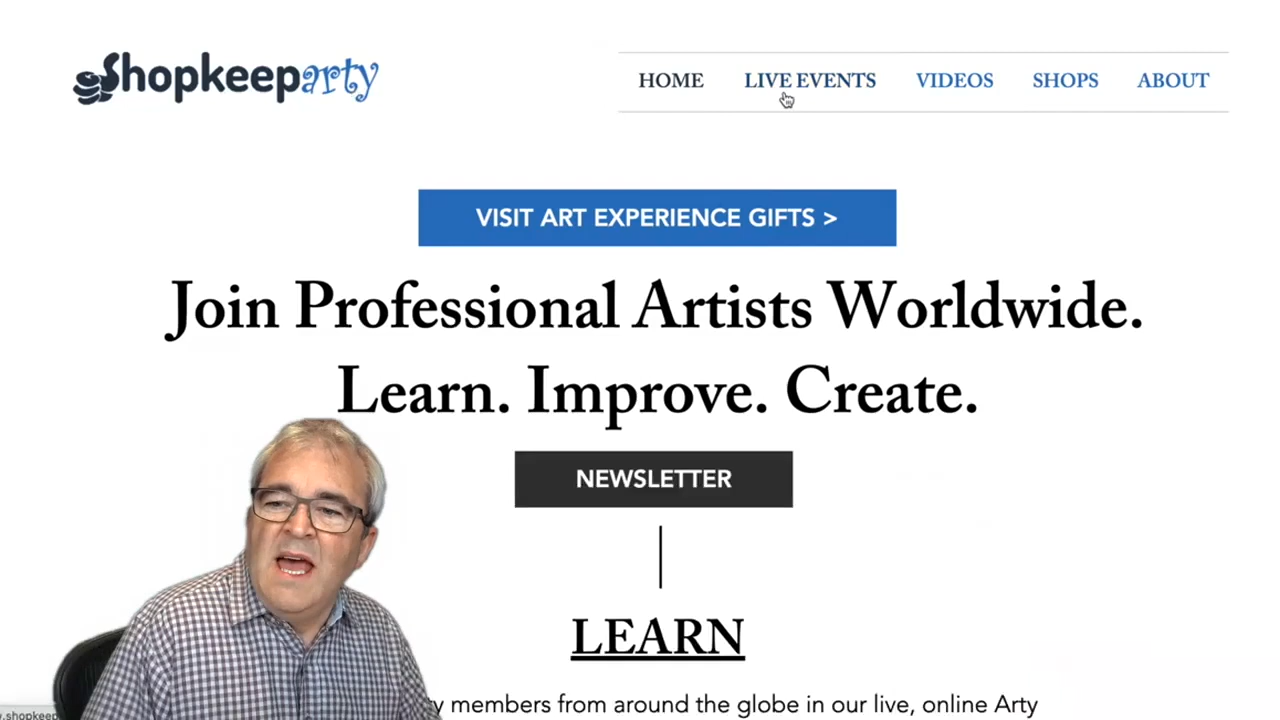 Shopkeeparty
HOME LIVE EVENTS VIDEOS SHOPS ABOUT
VISIT ART EXPERIENCE GIFTS >
Join Professional Artists Worldwide.
Learn. Improve. Create.
NEWSLETTER
LEARN
members from around the globe in our live, online Arty